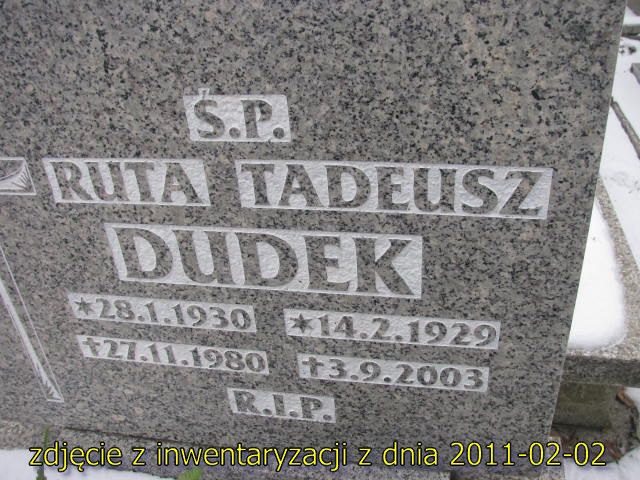 Ś.P.
RUTA TADEUSZ
DUDEK
*28.1.1930 *14.2.1929
†27.11.1980 †3.9.2003
R.I.P.
zdjęcie z inwentaryzacji z dnia 2011-02-02